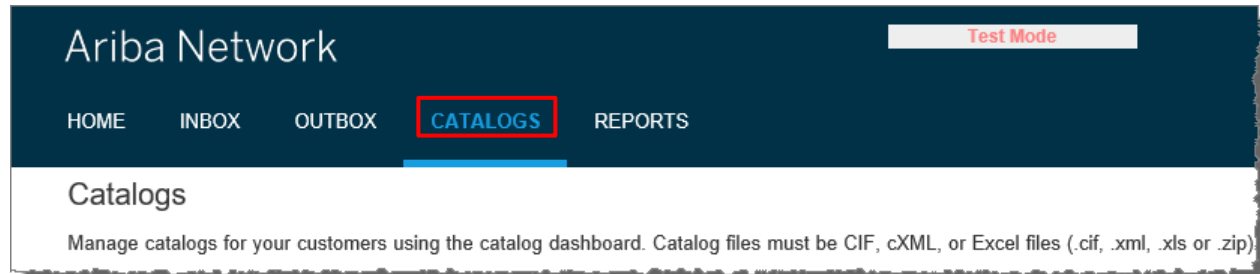 Ariba Network
Test Mode
HOME INBOX OUTBOX CATALOGS REPORTS
Catalogs
Manage catalogs for your customers using the catalog dashboard. Catalog files must be CIF, cXML, or Excel files (.cif, .xml, .xls or .zip)